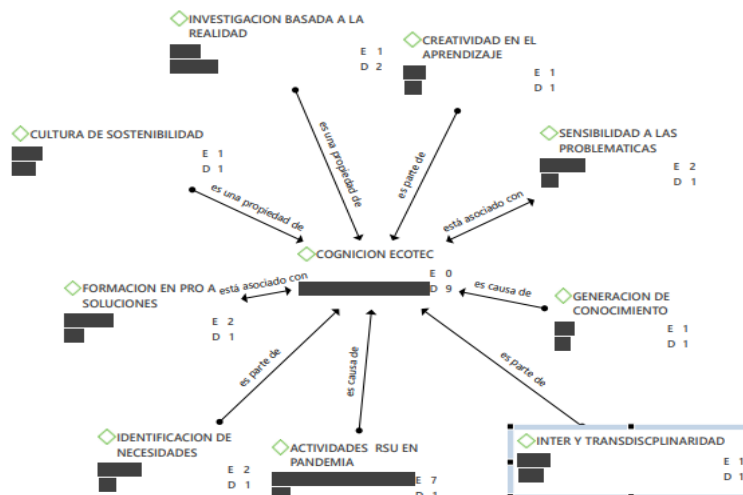 INVESTIGACION BASADA A LA
REALIDAD
E 1
D 2
CREATIVIDAD EN EL
APRENDIZAJE
E 1
D 1
CULTURA DE SOSTENIBILIDAD
E 1
D 1
SENSIBILIDAD A LAS
PROBLEMATICAS
E 2
D 1
es una propiedad de
es una propiedad de
es parte de
está asociado con
COGNICION ECOTEC
E 0
D 9
FORMACION EN PRO A
SOLUCIONES
E 2
D 1
está asociado con
es causa de
GENERACION DE
CONOCIMIENTO
E 1
D 1
es parte de
es causa de
es parte de
IDENTIFICACION DE
NECESIDADES
E 2
D 1
ACTIVIDADES RSU EN
PANDEMIA
E 7
D 1
INTER Y TRANSDISCPLINARIDAD
E 1
D 1